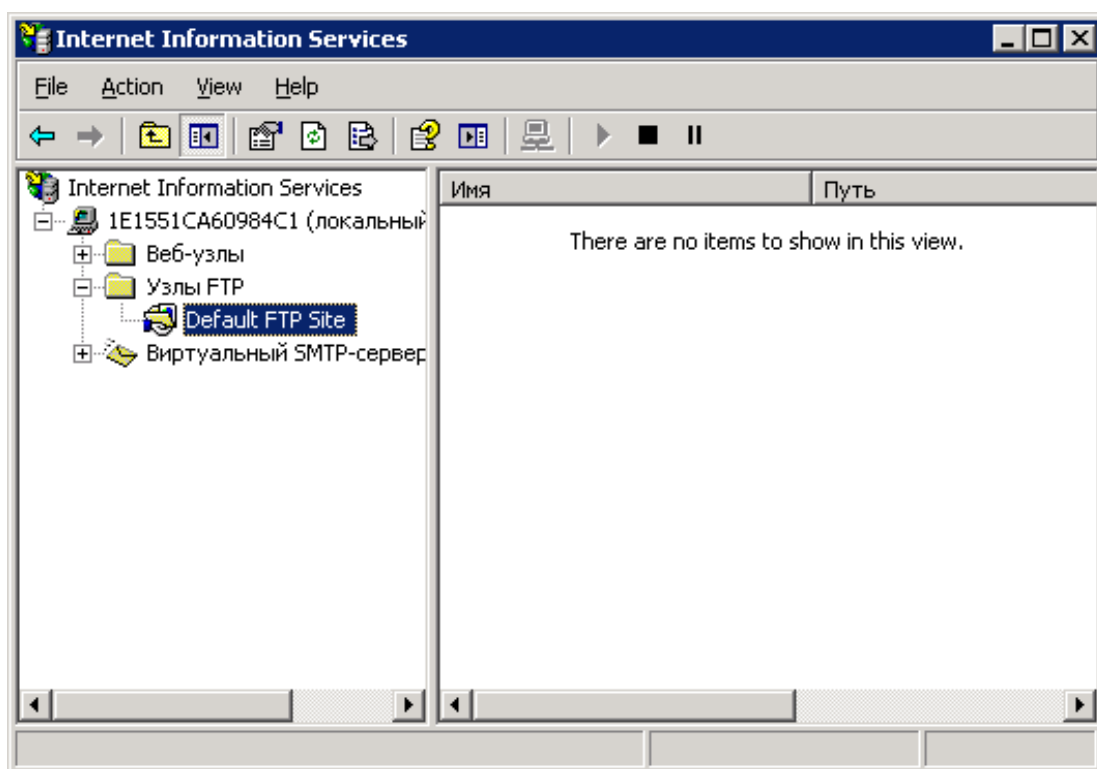 Internet Information Services
File Action View Help
Internet Information Services
1E1551CA60984C1 (локальный
Веб-узлы
Узлы FTP
Default FTP Site
Виртуальный SMTP-сервер
Имя Путь
There are no items to show in this view.